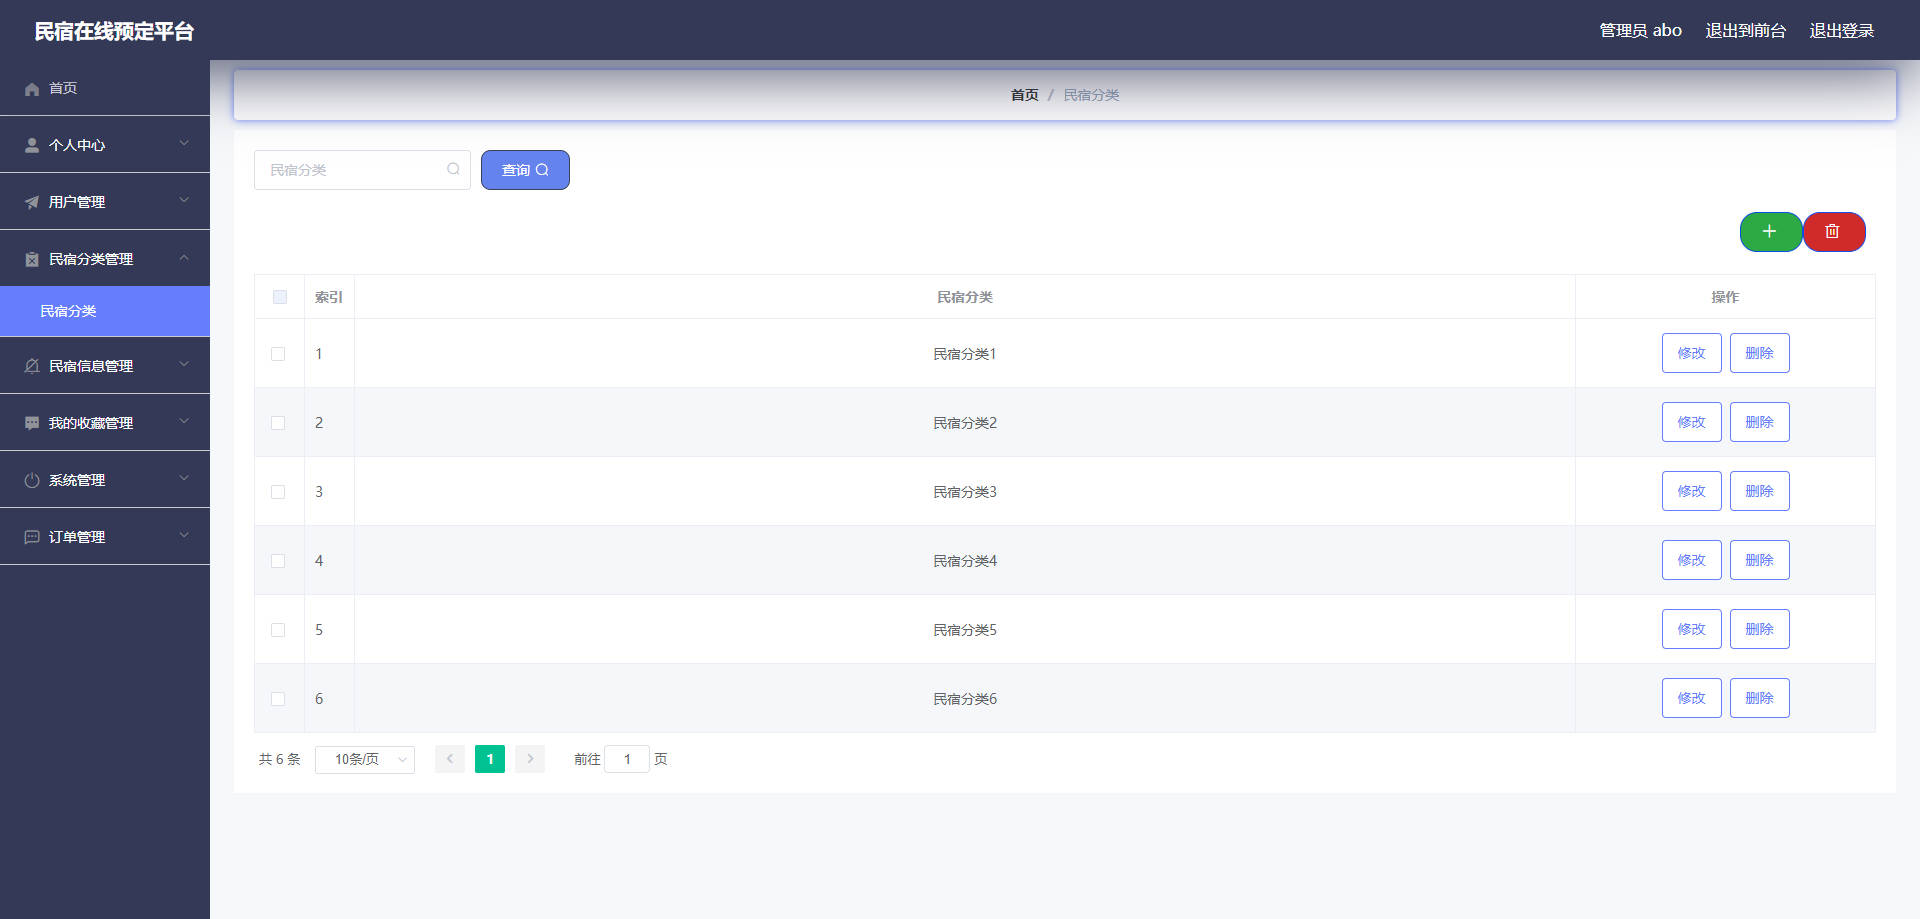 民宿在线预定平台
管理员 abo 退出到前台 退出登录
首页
个人中心
用户管理
民宿分类管理
民宿分类
民宿信息管理
我的收藏管理
系统管理
订单管理
首页 / 民宿分类
民宿分类 查询
索引 民宿分类 操作
1 民宿分类1 修改 删除
2 民宿分类2 修改 删除
3 民宿分类3 修改 删除
4 民宿分类4 修改 删除
5 民宿分类5 修改 删除
6 民宿分类6 修改 删除
共 6 条 10条/页 1 前往 1 页